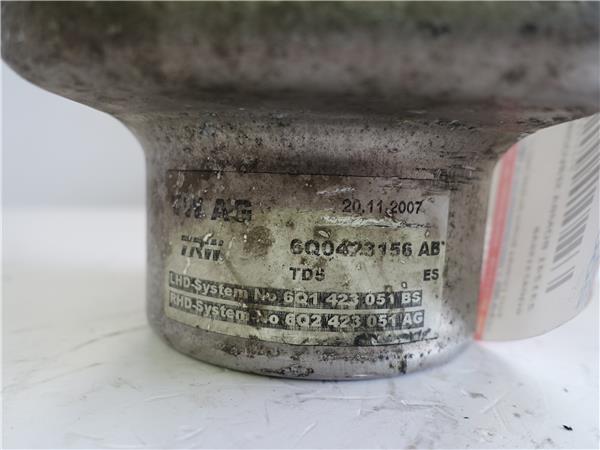 VW AG 20.11.2007
TRW 6Q0423156 AB
TD5 ES
LHD-System No 6Q1 423 051 BS
RHD-System No 6Q2 423 051 AG